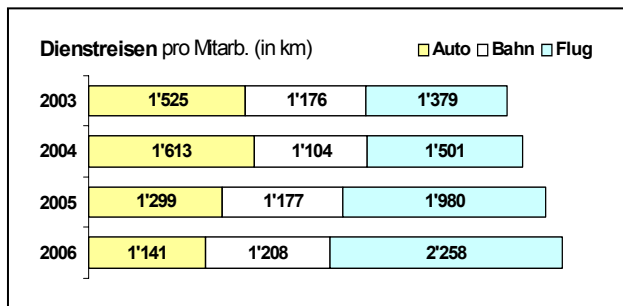 Dienstreisen pro Mitarb. (in km) Auto Bahn Flug
2003 1'525 1'176 1'379
2004 1'613 1'104 1'501
2005 1'299 1'177 1'980
2006 1'141 1'208 2'258